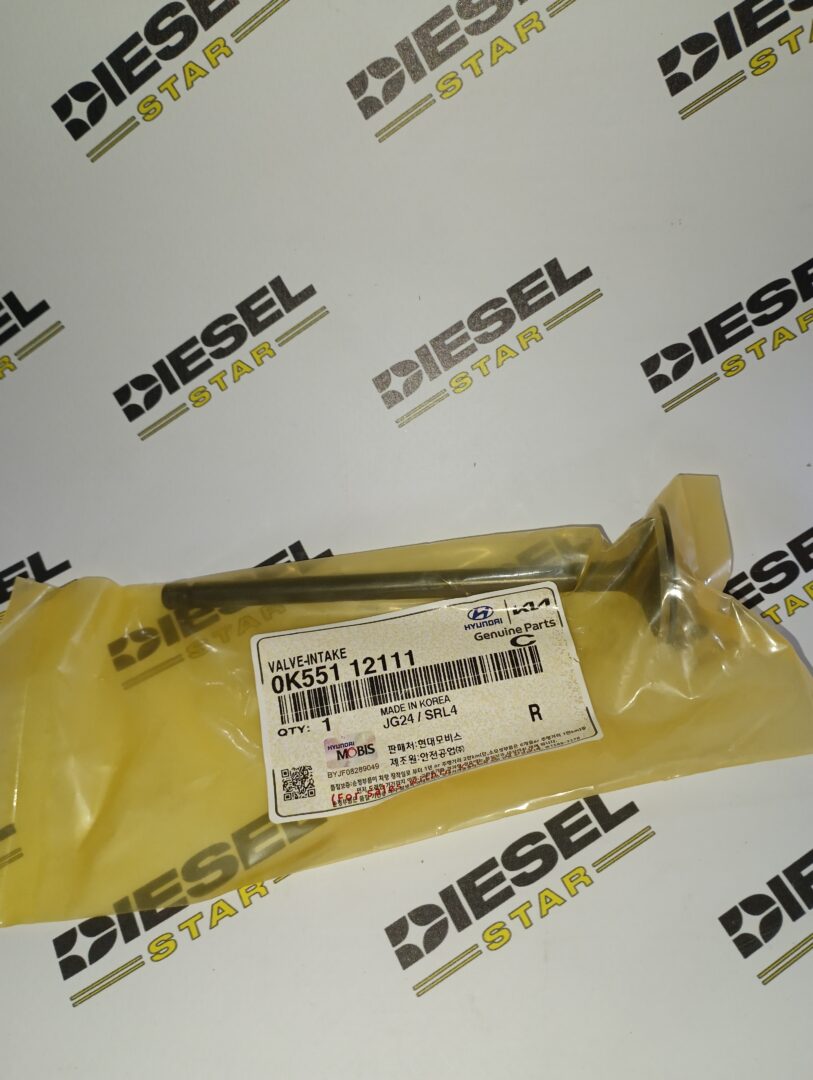 DIESEL
STAR
DIESEL
STAR
DIESEL
STAR
DIESEL
STAR
DIESEL
STAR
DIESEL
STAR
HYUNDAI KIA
Genuine Parts
C
VALVE-INTAKE
0K551 12111
MADE IN KOREA
QTY: 1 JG24 / SRL4 R
HYUNDAI
MOBIS
판매처:현대모비스
제조원:안전공업(주)
BYJF08289049
(For sale
DIESEL
STAR
DIESEL
STAR
DIESEL
STAR